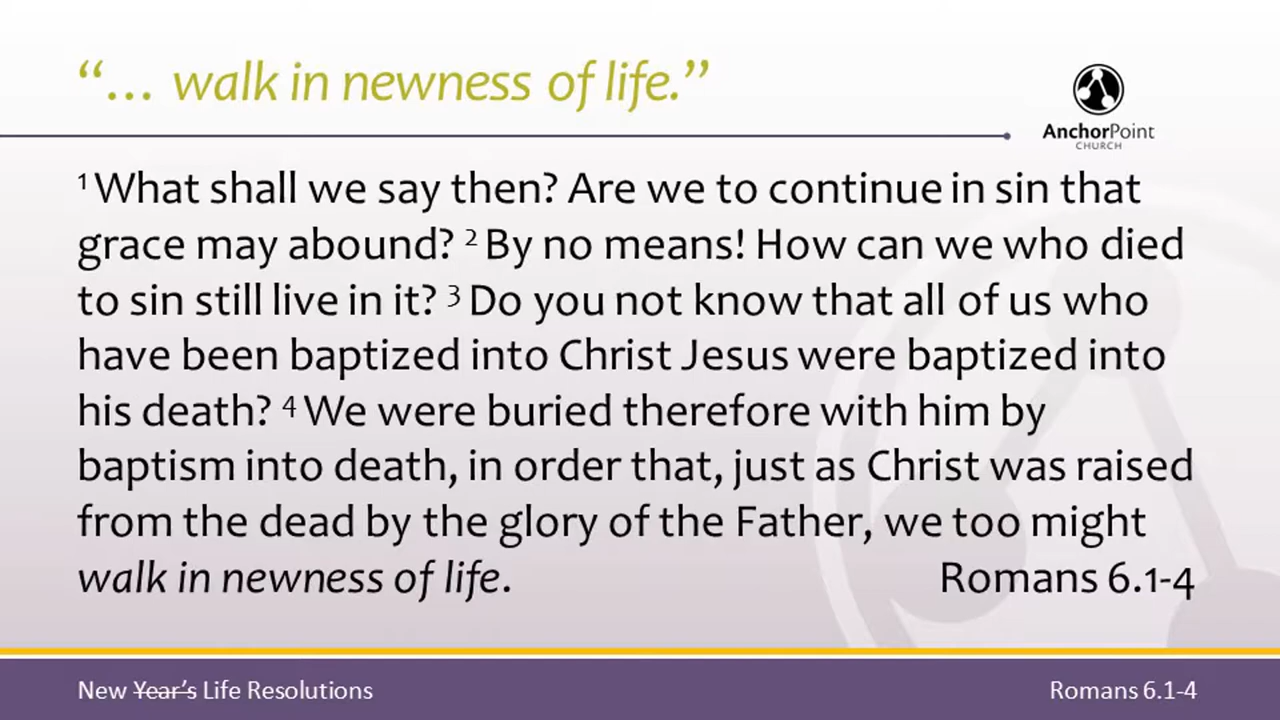 “… walk in newness of life.”
AnchorPoint
CHURCH
¹ What shall we say then? Are we to continue in sin that
grace may abound? ² By no means! How can we who died
to sin still live in it? ³ Do you not know that all of us who
have been baptized into Christ Jesus were baptized into
his death? ⁴ We were buried therefore with him by
baptism into death, in order that, just as Christ was raised
from the dead by the glory of the Father, we too might
walk in newness of life. Romans 6.1-4
New Year’s Life Resolutions Romans 6.1-4